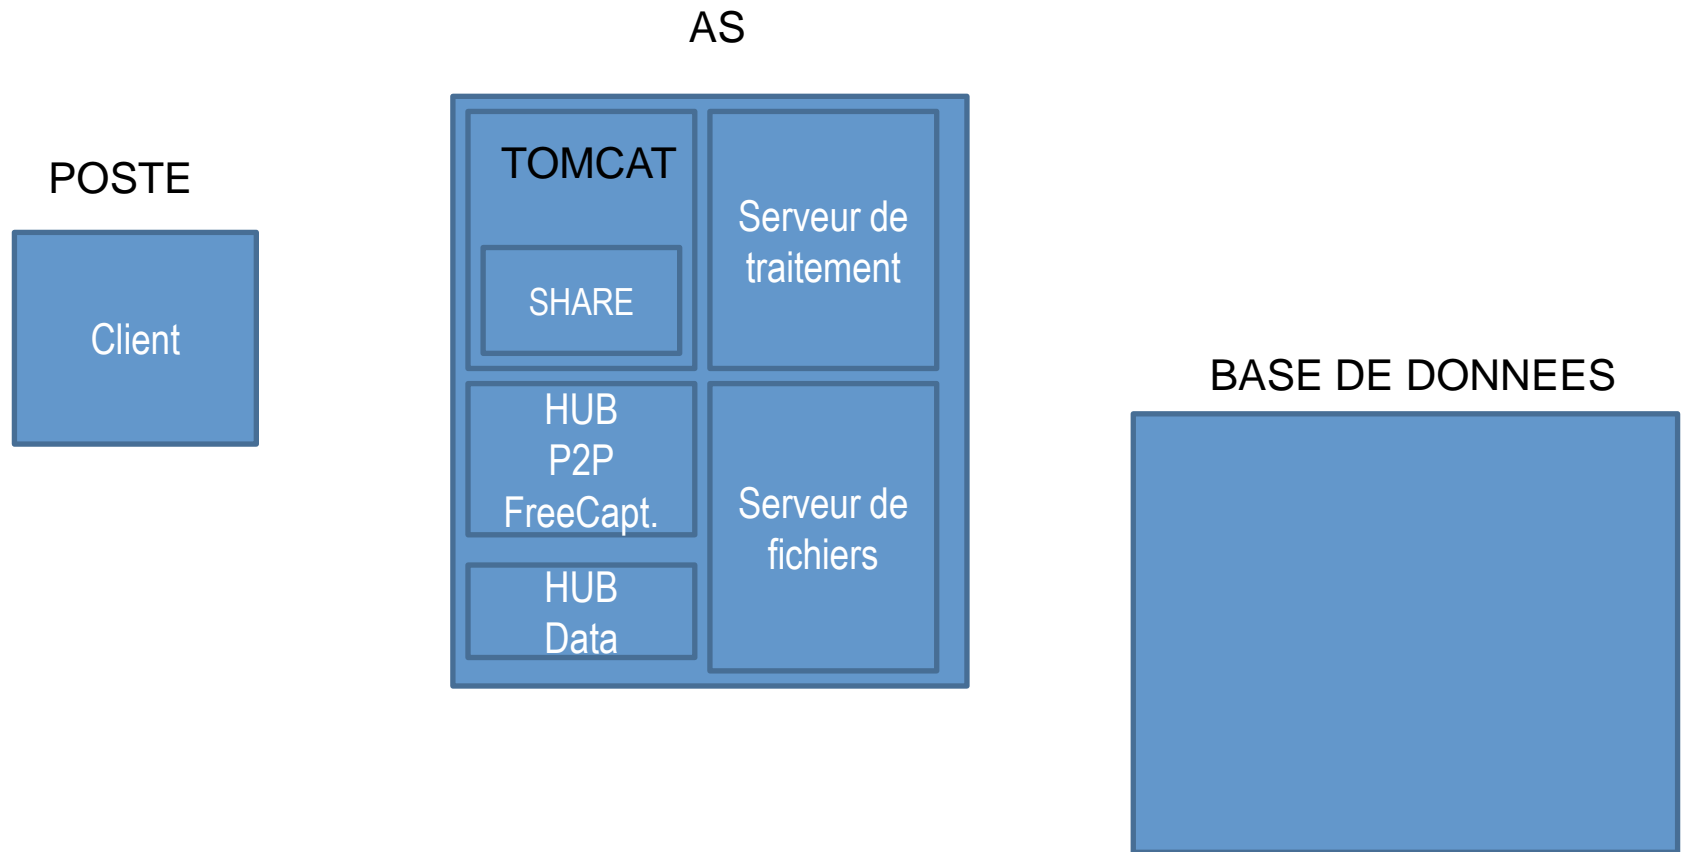 AS
POSTE
Client
TOMCAT
SHARE
Serveur de
traitement
HUB
P2P
FreeCapt.
HUB
Data
Serveur de
fichiers
BASE DE DONNEES